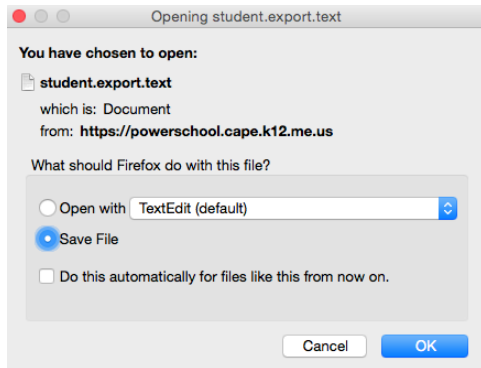 Opening student.export.text
You have chosen to open:
student.export.text
which is: Document
from: https://powerschool.cape.k12.me.us
What should Firefox do with this file?
Open with TextEdit (default)
Save File
Do this automatically for files like this from now on.
Cancel OK